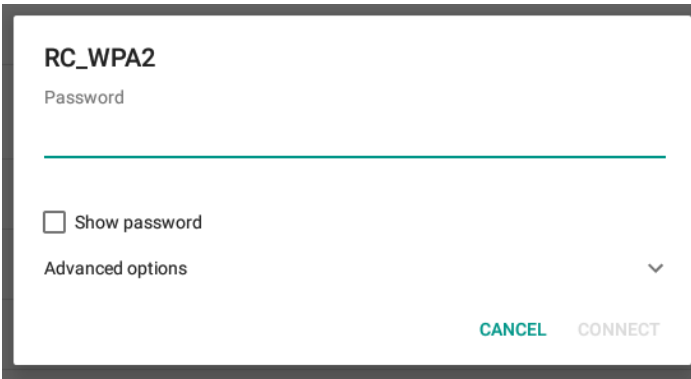 RC_WPA2
Password
Show password
Advanced options
CANCEL CONNECT